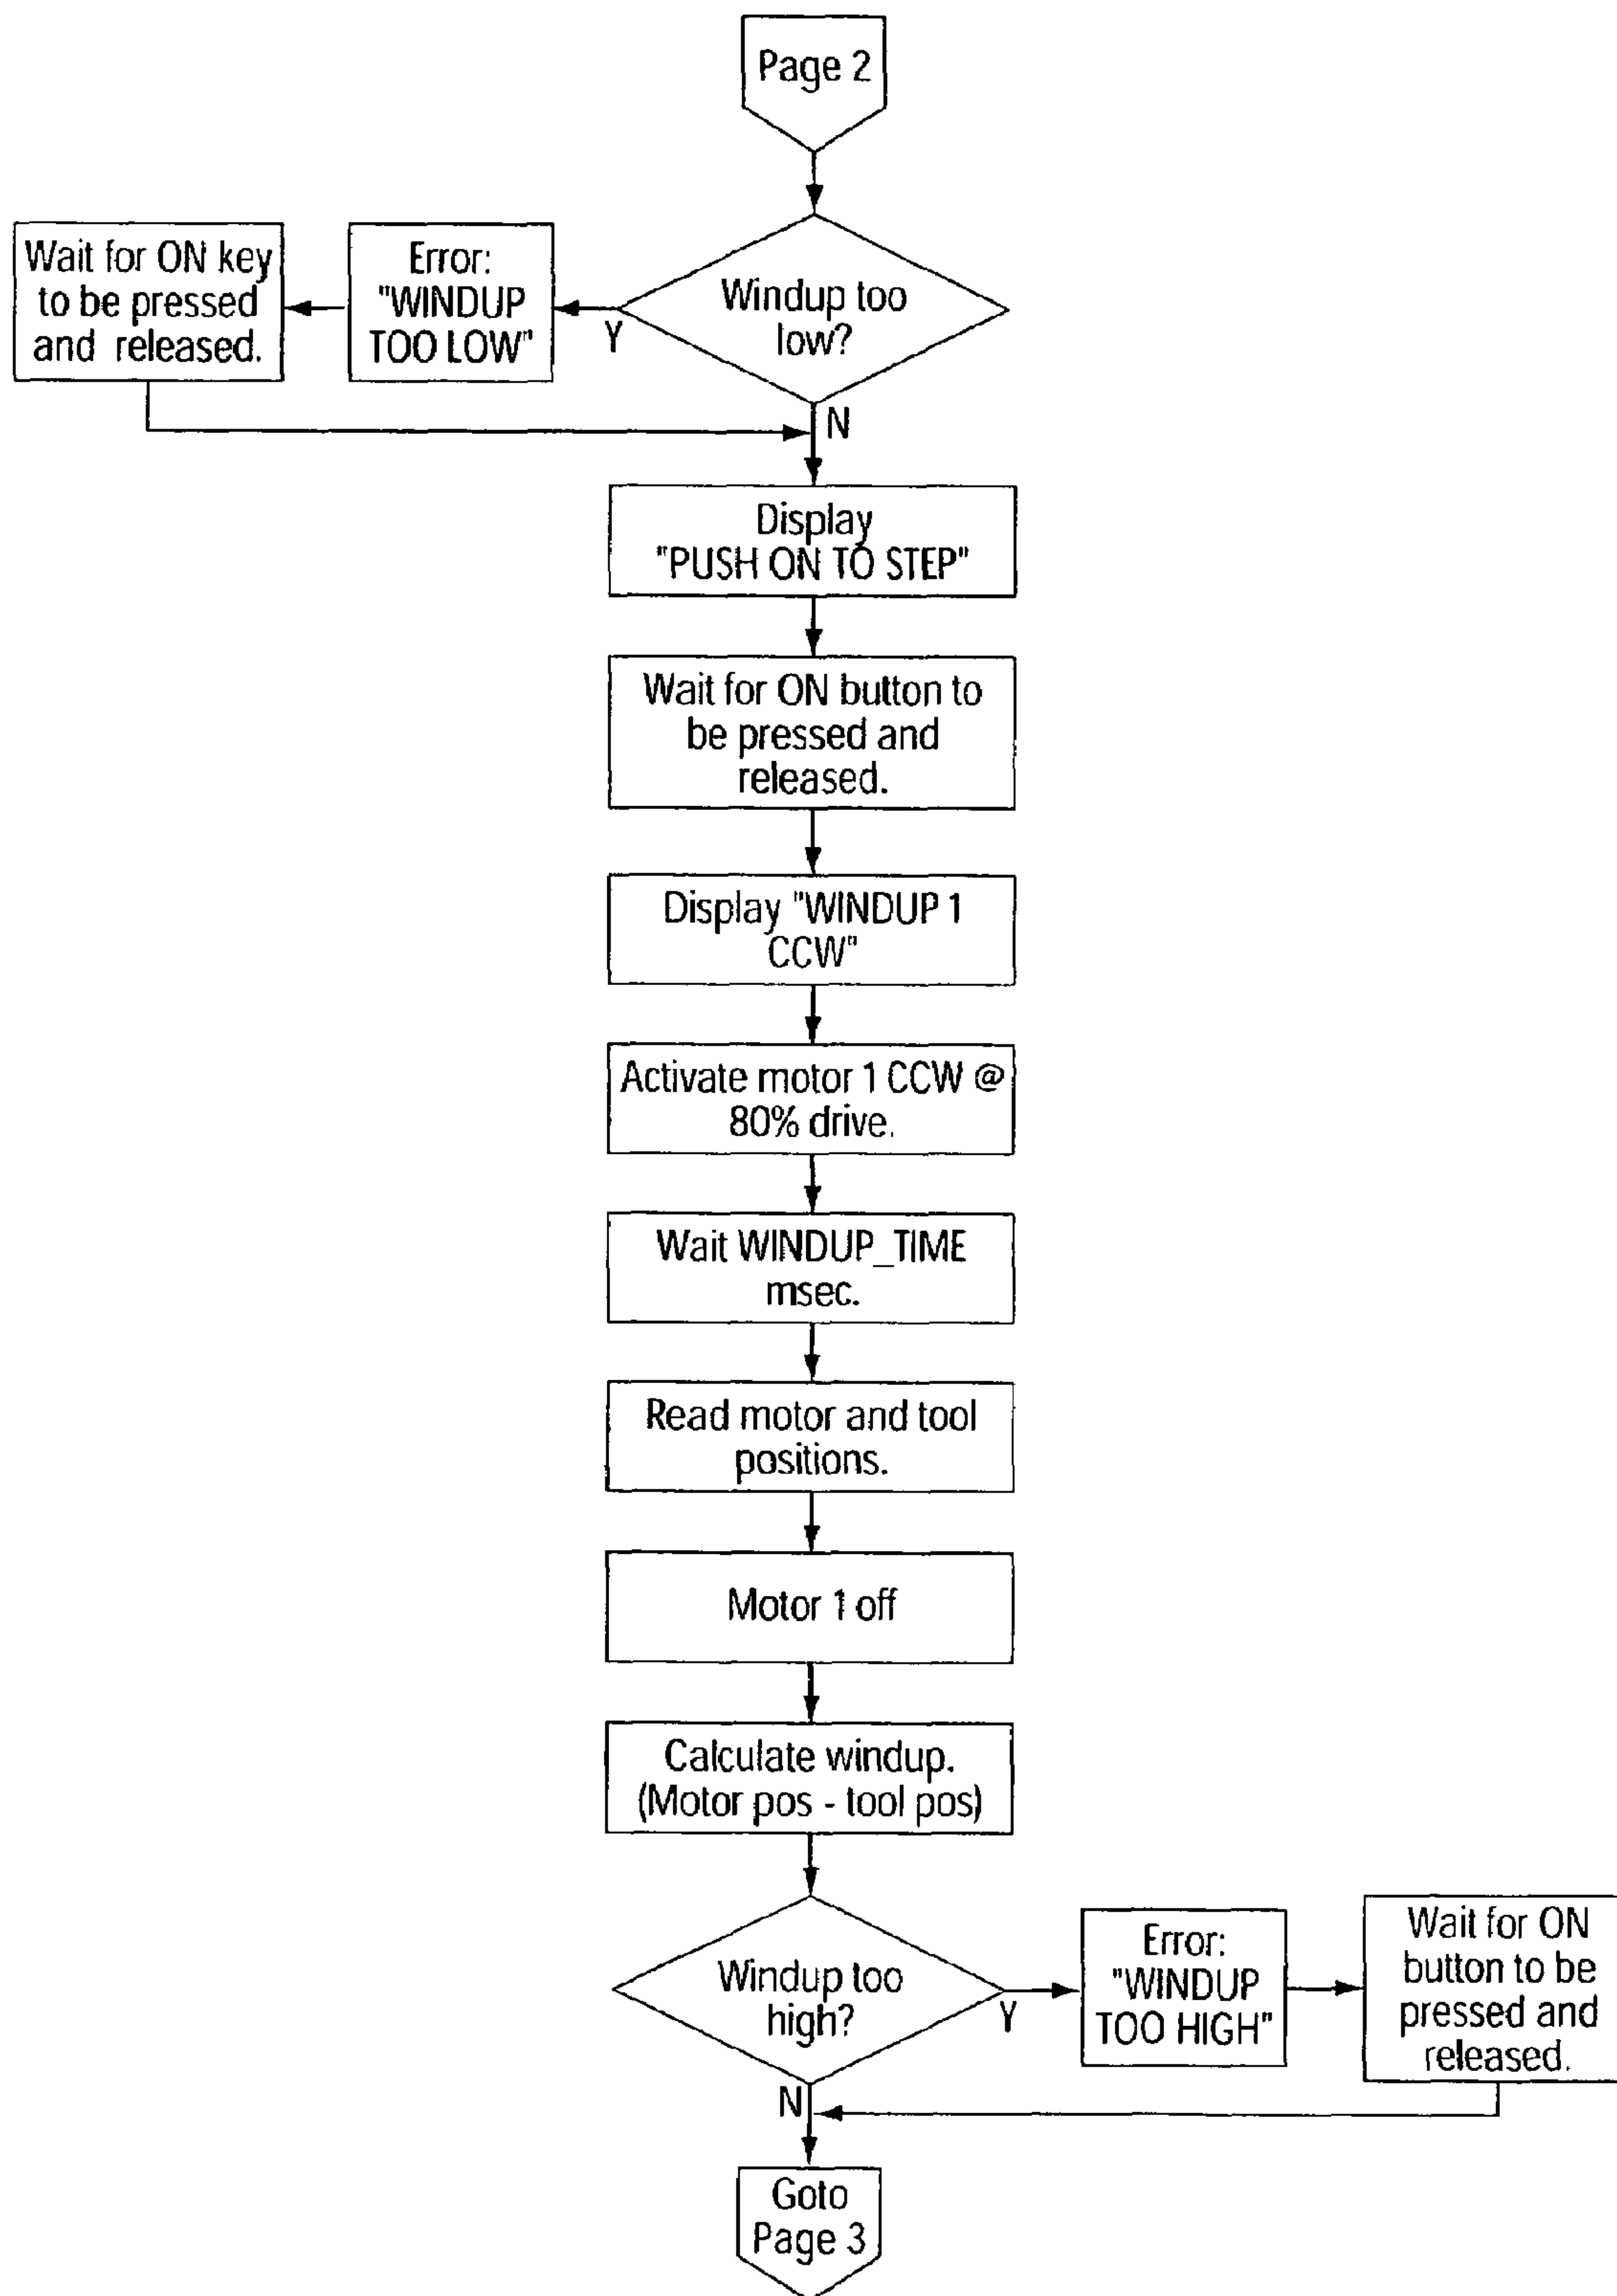 Page 2
Windup too
low?
Y
N
Error:
"WINDUP
TOO LOW"
Wait for ON key
to be pressed
and released.
Display
"PUSH ON TO STEP"
Wait for ON button to
be pressed and
released.
Display "WINDUP 1
CCW"
Activate motor 1 CCW @
80% drive.
Wait WINDUP_TIME
msec.
Read motor and tool
positions.
Motor 1 off
Calculate windup.
(Motor pos - tool pos)
Windup too
high?
Y
N
Error:
"WINDUP
TOO HIGH"
Wait for ON
button to be
pressed and
released.
Goto
Page 3